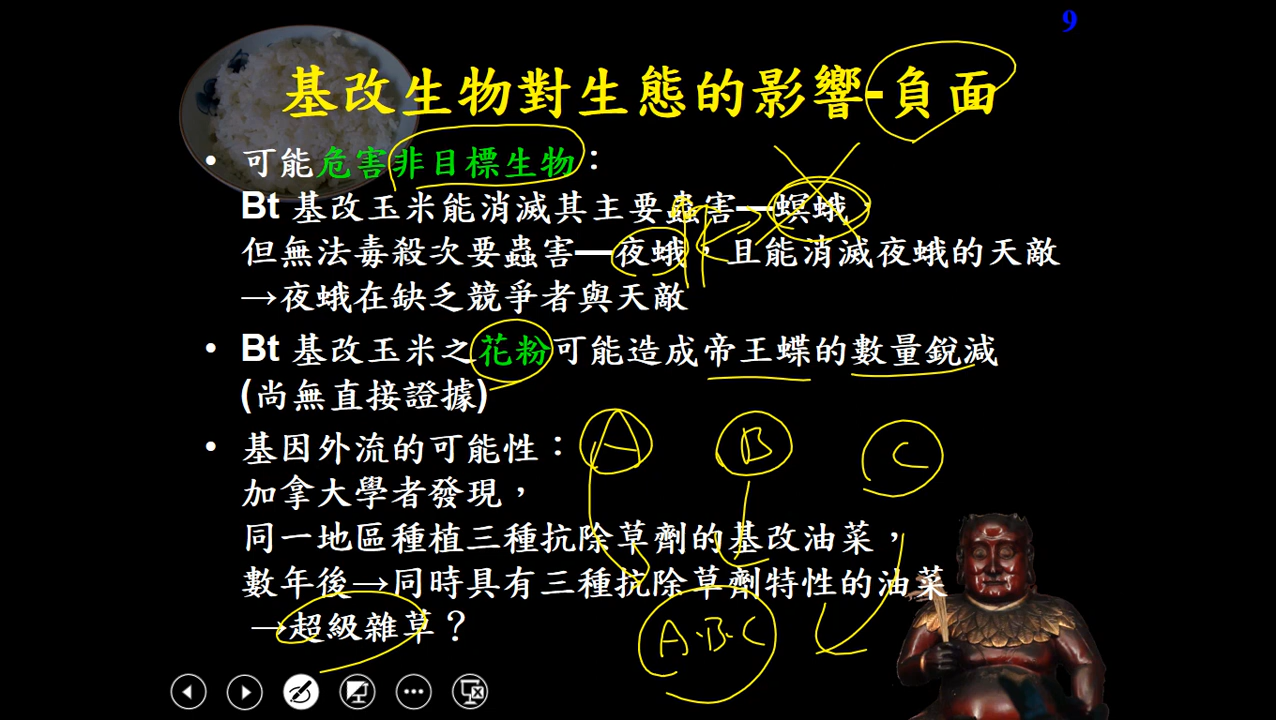 9
基改生物對生態的影響-負面
• 可能危害非目標生物：
Bt 基改玉米能消滅其主要蟲害—螟蛾，
但無法毒殺次要蟲害—夜蛾，且能消滅夜蛾的天敵
→夜蛾在缺乏競爭者與天敵
• Bt 基改玉米之花粉可能造成帝王蝶的數量銳減
(尚無直接證據)
• 基因外流的可能性：
A B C
加拿大學者發現，
同一地區種植三種抗除草劑的基改油菜，
數年後→同時具有三種抗除草劑特性的油菜
→超級雜草？
A·B·C